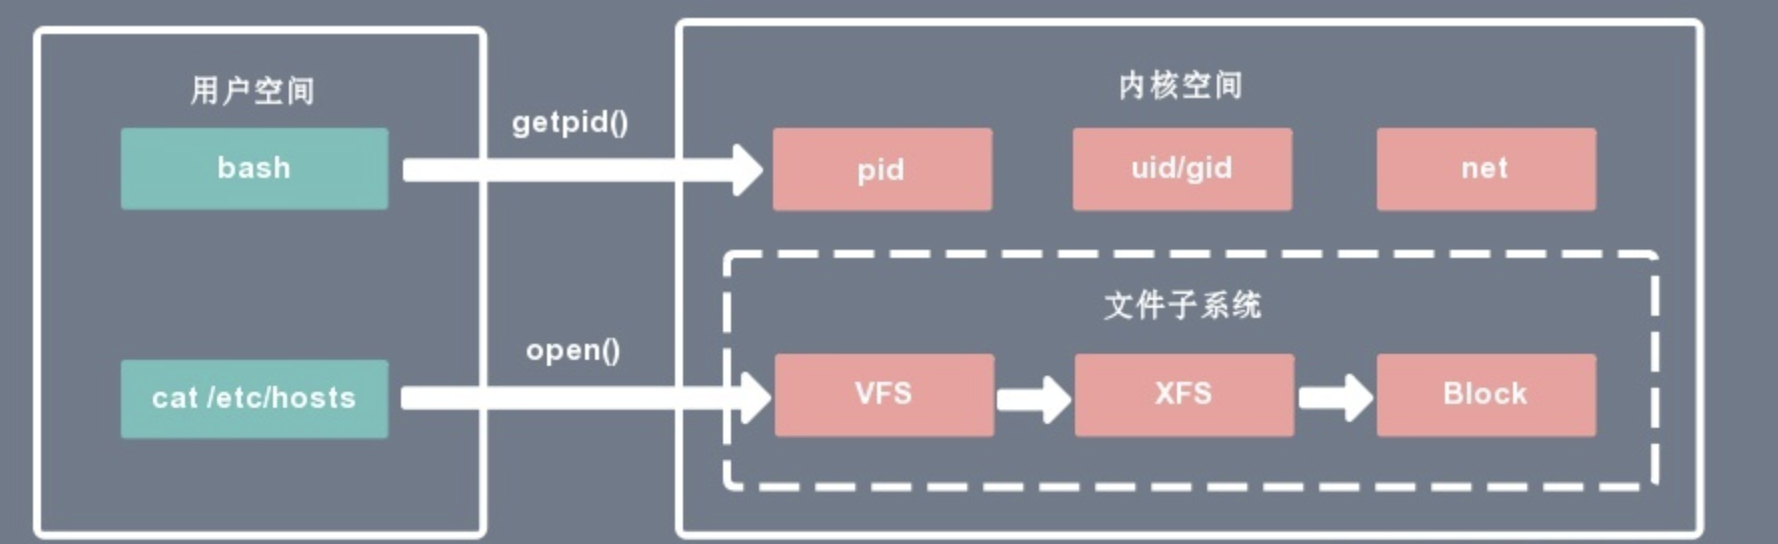 用户空间
bash
cat /etc/hosts
getpid()
open()
内核空间
pid
uid/gid
net
文件子系统
VFS
XFS
Block